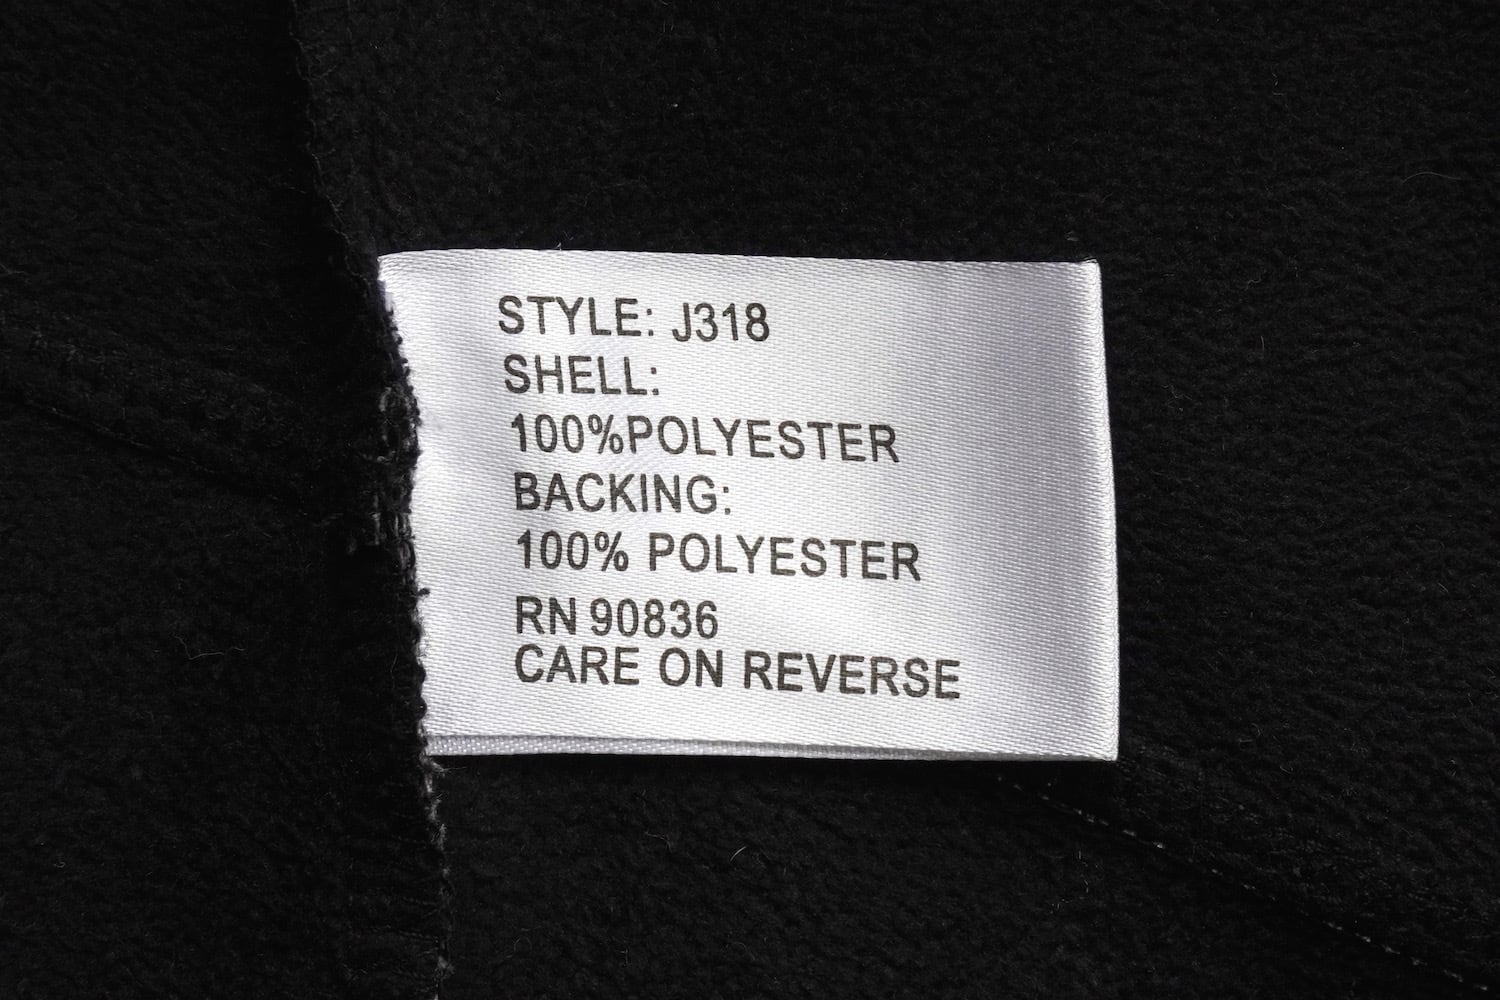 STYLE: J318
SHELL:
100%POLYESTER
BACKING:
100% POLYESTER
RN 90836
CARE ON REVERSE